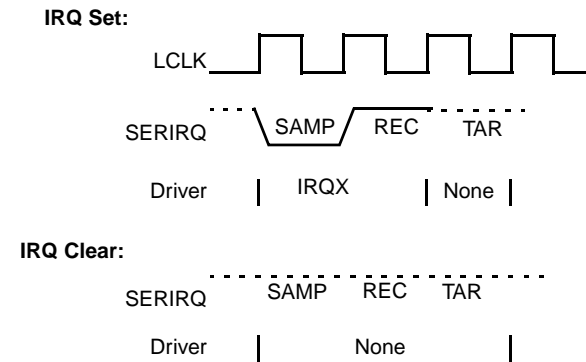 IRQ Set:
LCLK
SERIRQ SAMP REC TAR
Driver IRQX None
IRQ Clear:
SERIRQ SAMP REC TAR
Driver None